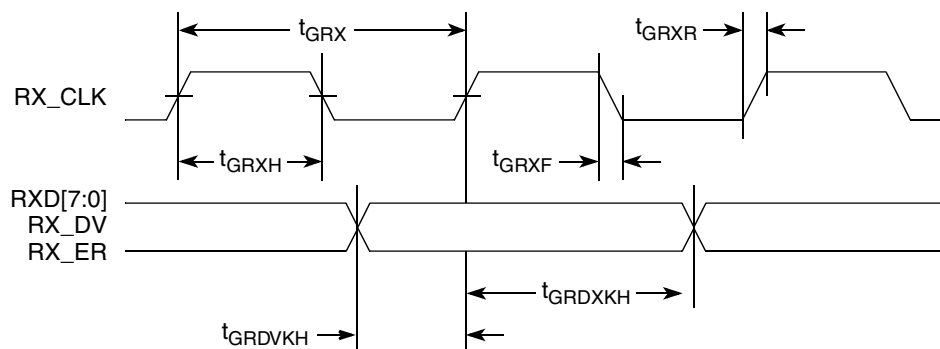 tGRX
tGRXR
RX_CLK
tGRXH
tGRXF
RXD[7:0]
RX_DV
RX_ER
tGRDXKH
tGRDVKH